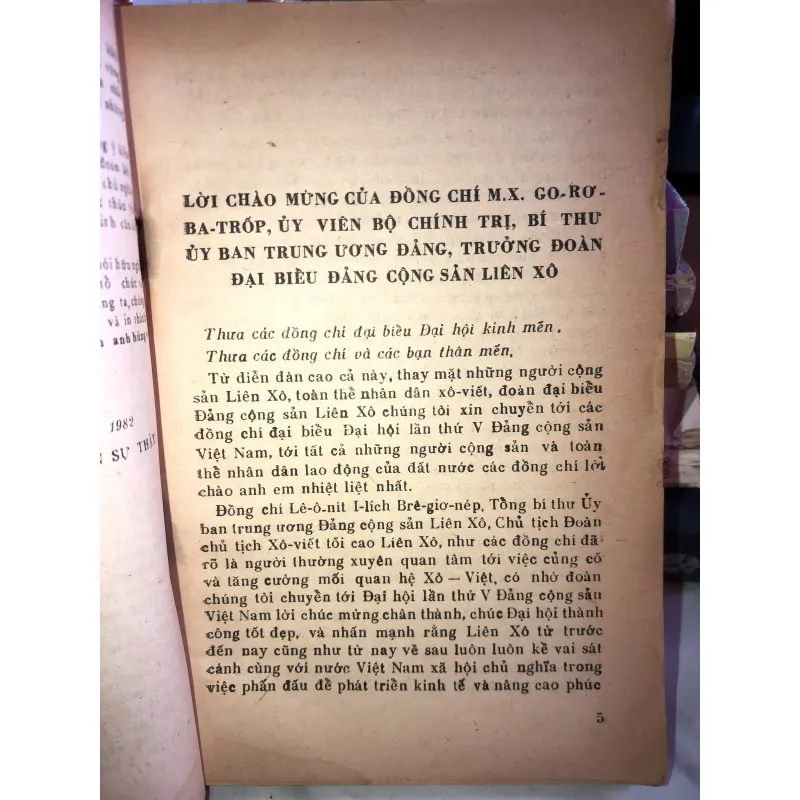 1982
SỰ THẬT
LỜI CHÀO MỪNG CỦA ĐỒNG CHÍ M.X. GO-RƠ-
BA-TRỐP, ỦY VIÊN BỘ CHÍNH TRỊ, BÍ THƯ
ỦY BAN TRUNG ƯƠNG ĐẢNG, TRƯỞNG ĐOÀN
ĐẠI BIỂU ĐẢNG CỘNG SẢN LIÊN XÔ
Thưa các đồng chí đại biểu Đại hội kính mến,
Thưa các đồng chí và các bạn thân mến,
Từ diễn đàn cao cả này, thay mặt những người cộng
sản Liên Xô, toàn thể nhân dân xô-viết, đoàn đại biểu
Đảng cộng sản Liên Xô chúng tôi xin chuyển tới các
đồng chí đại biểu Đại hội lần thứ V Đảng cộng sản
Việt Nam, tới tất cả những người cộng sản và toàn
thể nhân dân lao động của đất nước các đồng chí lời
chào anh em nhiệt liệt nhất.
Đồng chí Lê-ô-nít I-lích Brê-giơ-nép, Tổng bí thư Ủy
ban trung ương Đảng cộng sản Liên Xô, Chủ tịch Đoàn
chủ tịch Xô-viết tối cao Liên Xô, như các đồng chí đã
rõ là người thường xuyên quan tâm tới việc củng cố
và tăng cường mối quan hệ Xô — Việt, có nhờ đoàn
chúng tôi chuyển tới Đại hội lần thứ V Đảng cộng sản
Việt Nam lời chúc mừng chân thành, chúc Đại hội thành
công tốt đẹp, và nhấn mạnh rằng Liên Xô từ trước
đến nay cũng như từ nay về sau luôn luôn kề vai sát
cánh cùng với nước Việt Nam xã hội chủ nghĩa trong
việc phấn đấu để phát triển kinh tế và nâng cao phúc
5